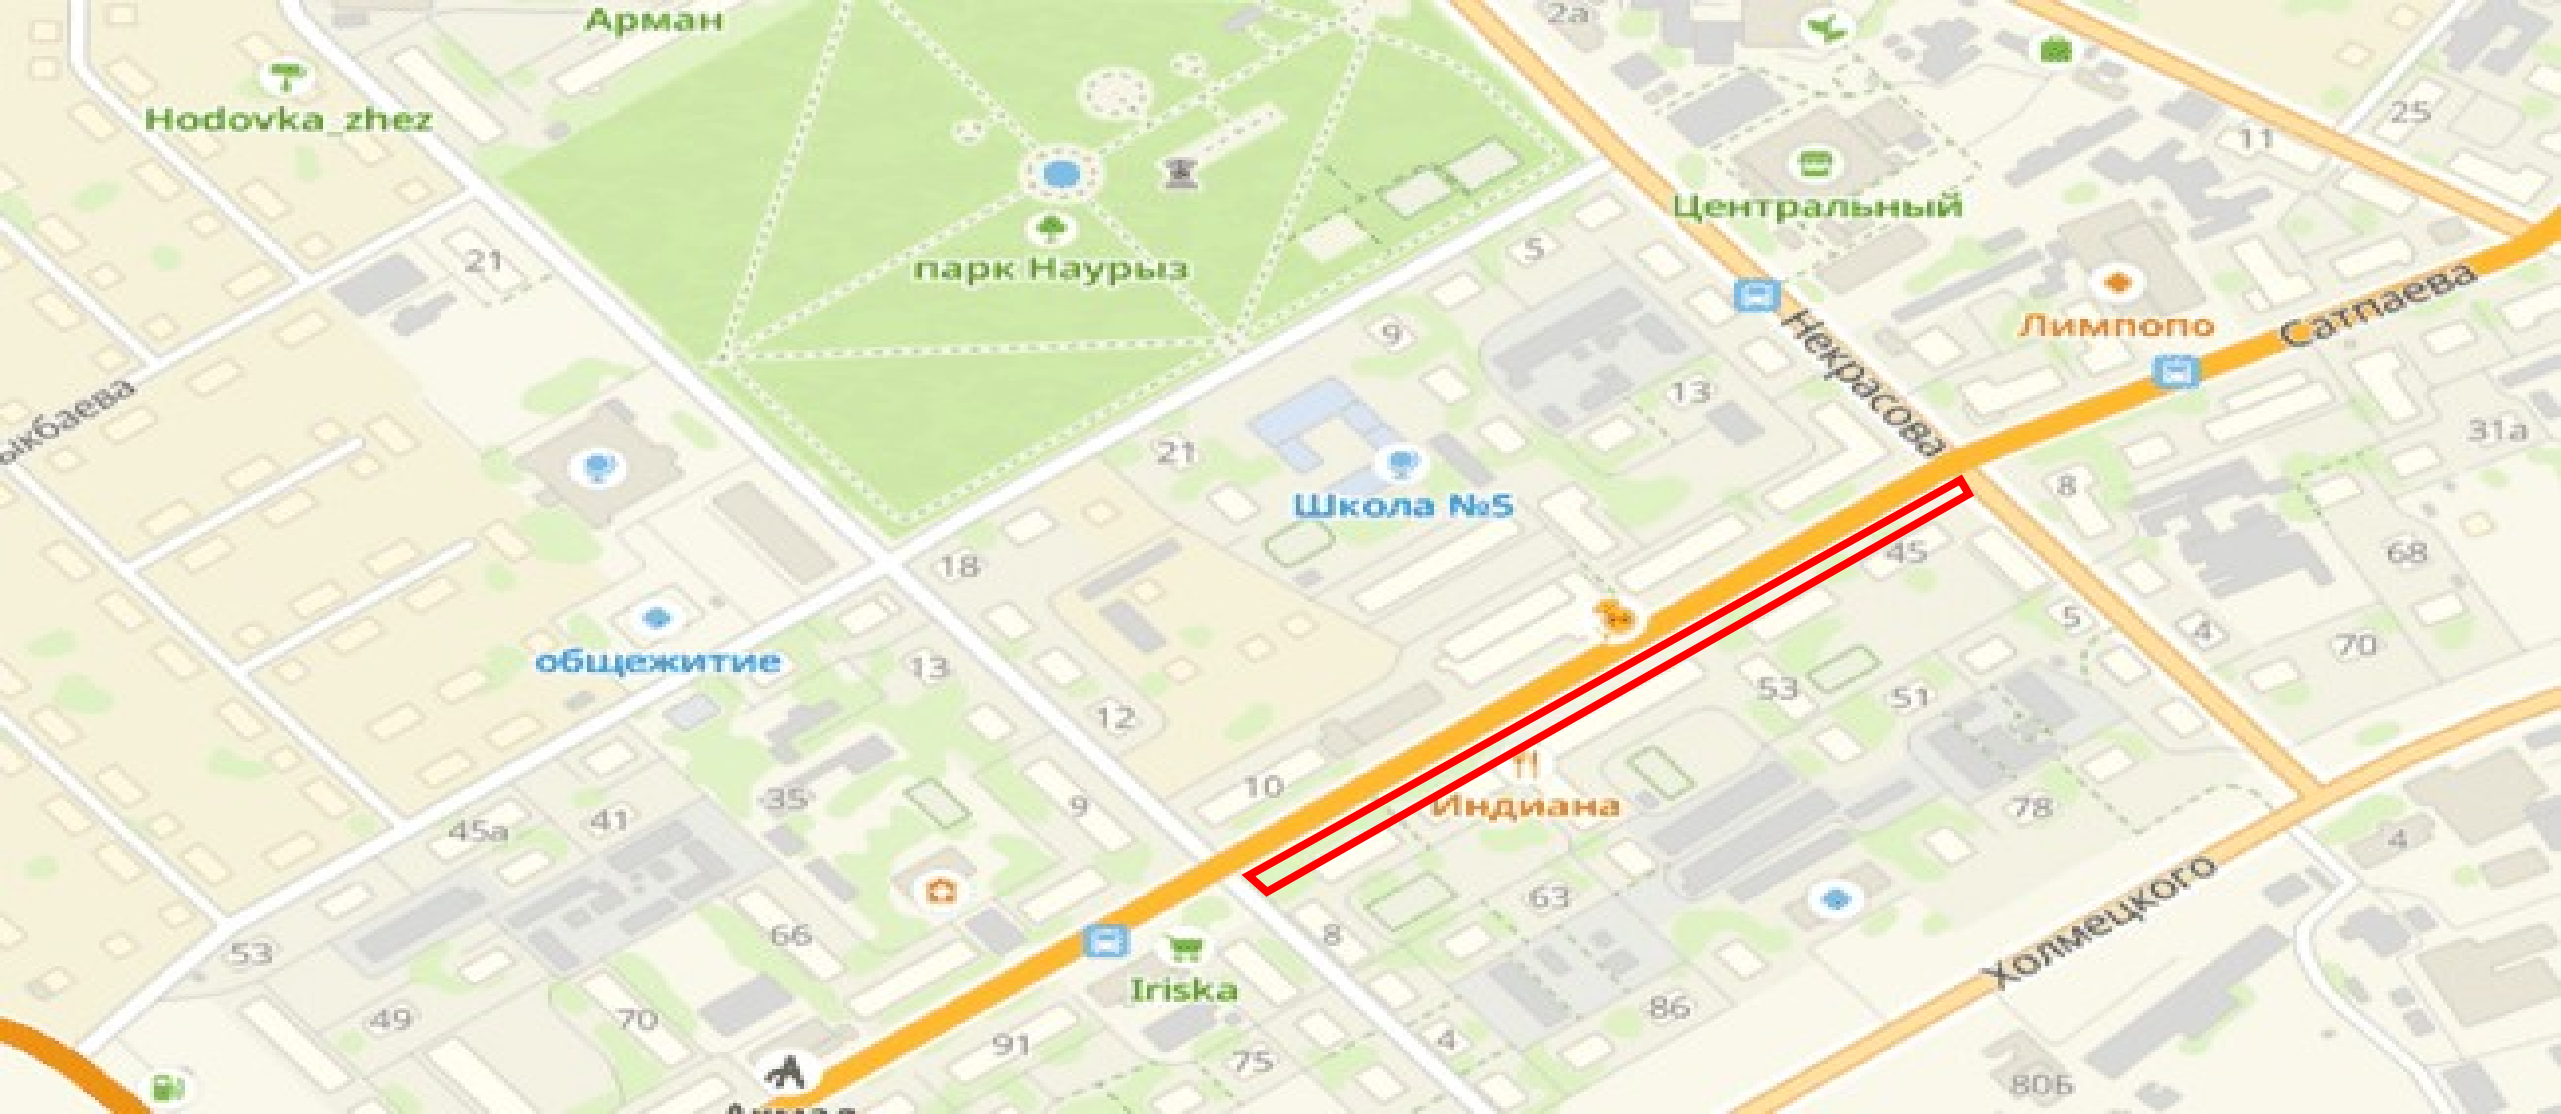 Арман
2а
Hodovka_zhez
25
11
Центральный
5
21
парк Наурыз
Сатпаева
Лимпопо
9
Некрасова
13
31а
21
Школа №5
8
45
68
18
5
4
70
общежитие
13
53
51
12
10
Индиана
35
9
41
45а
78
4
63
Холмецкого
66
8
53
Iriska
49
70
86
91
75
4
80Б